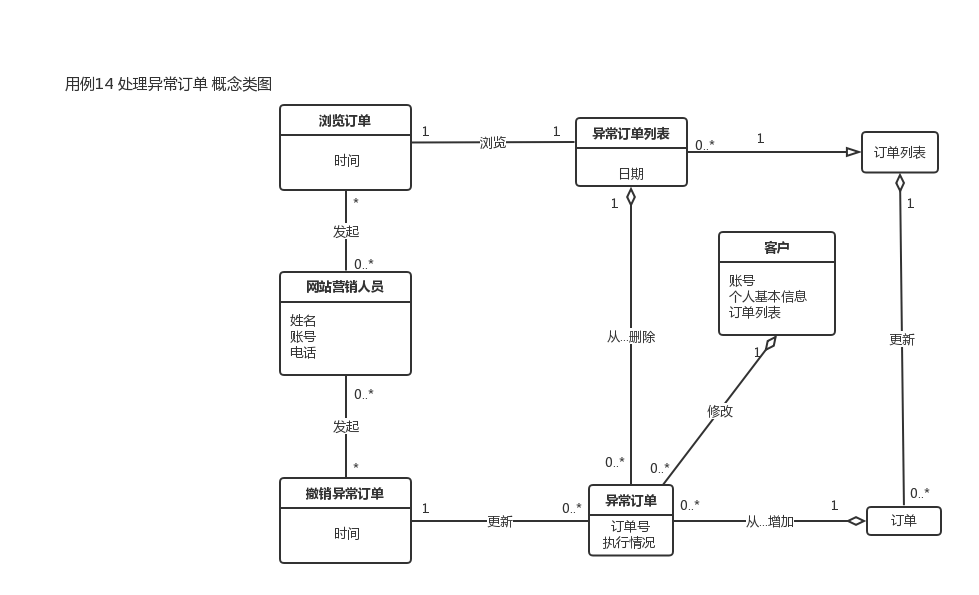 用例14 处理异常订单 概念类图
浏览订单
时间
1
浏览
1
异常订单列表
日期
0..*
1
订单列表
*
发起
0..*
1
1
网站营销人员
姓名
账号
电话
客户
账号
个人基本信息
订单列表
从...删除
更新
1
修改
0..*
发起
*
0..*
0..*
0..*
撤销异常订单
时间
1
更新
0..*
异常订单
订单号
执行情况
0..*
从...增加
1
订单